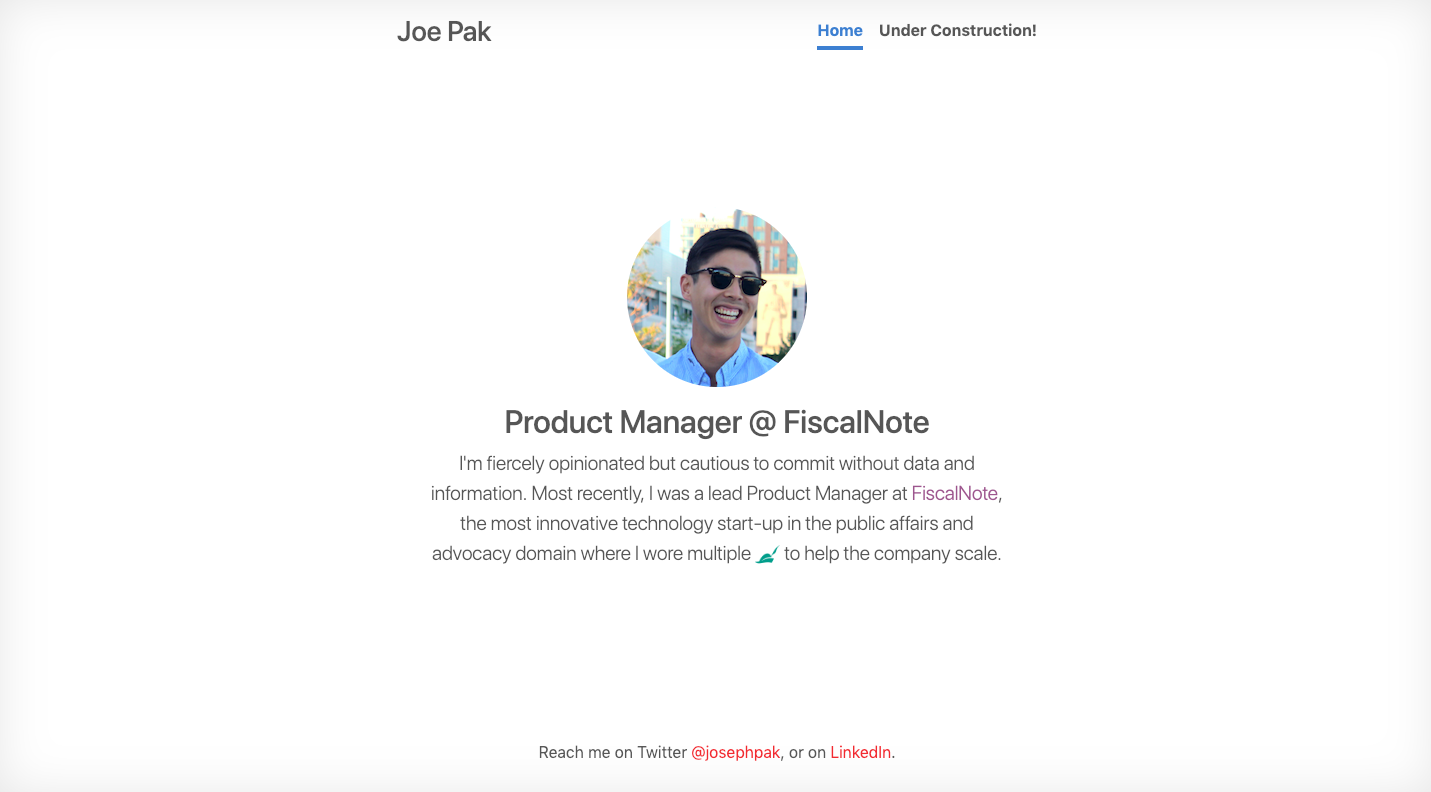 Joe Pak
Home
Under Construction!
Product Manager @ FiscalNote
I'm fiercely opinionated but cautious to commit without data and
information. Most recently, I was a lead Product Manager at FiscalNote,
the most innovative technology start-up in the public affairs and
advocacy domain where I wore multiple to help the company scale.
Reach me on Twitter @josephpak, or on LinkedIn.